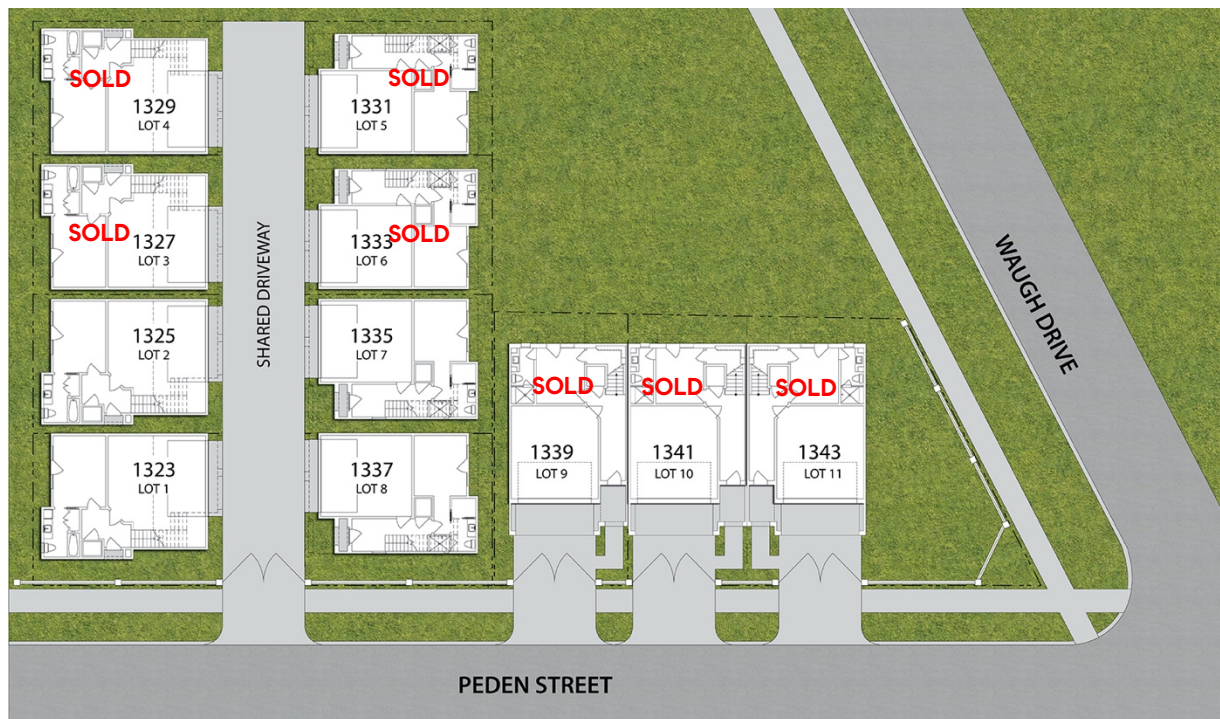 SOLD
1329
LOT 4
SOLD
1331
LOT 5
SOLD
1327
LOT 3
SOLD
1333
LOT 6
SHARED DRIVEWAY
WAUGH DRIVE
1325
LOT 2
1335
LOT 7
SOLD
SOLD
SOLD
1323
LOT 1
1337
LOT 8
1339
LOT 9
1341
LOT 10
1343
LOT 11
PEDEN STREET